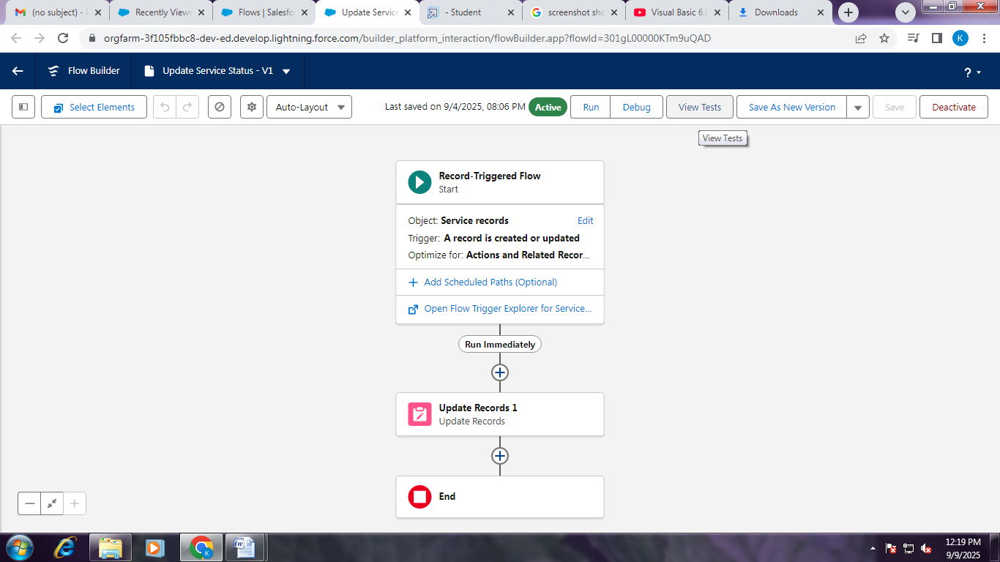 (no subject) -
Recently View
Flows | Salesfo
Update Service
- Student
screenshot sho
Visual Basic 6.0
Downloads
orgfarm-3f105fbbc8-dev-ed.develop.lightning.force.com/builder_platform_interaction/flowBuilder.app?flowId=301gL00000KTm9uQAD
K
Flow Builder
Update Service Status - V1
?
Select Elements
Auto-Layout
Last saved on 9/4/2025, 08:06 PM
Active
Run
Debug
View Tests
Save As New Version
Save
Deactivate
View Tests
Record-Triggered Flow
Start
Object: Service records
Edit
Trigger: A record is created or updated
Optimize for: Actions and Related Recor...
Add Scheduled Paths (Optional)
Open Flow Trigger Explorer for Service...
Run Immediately
Update Records 1
Update Records
End
12:19 PM
9/9/2025